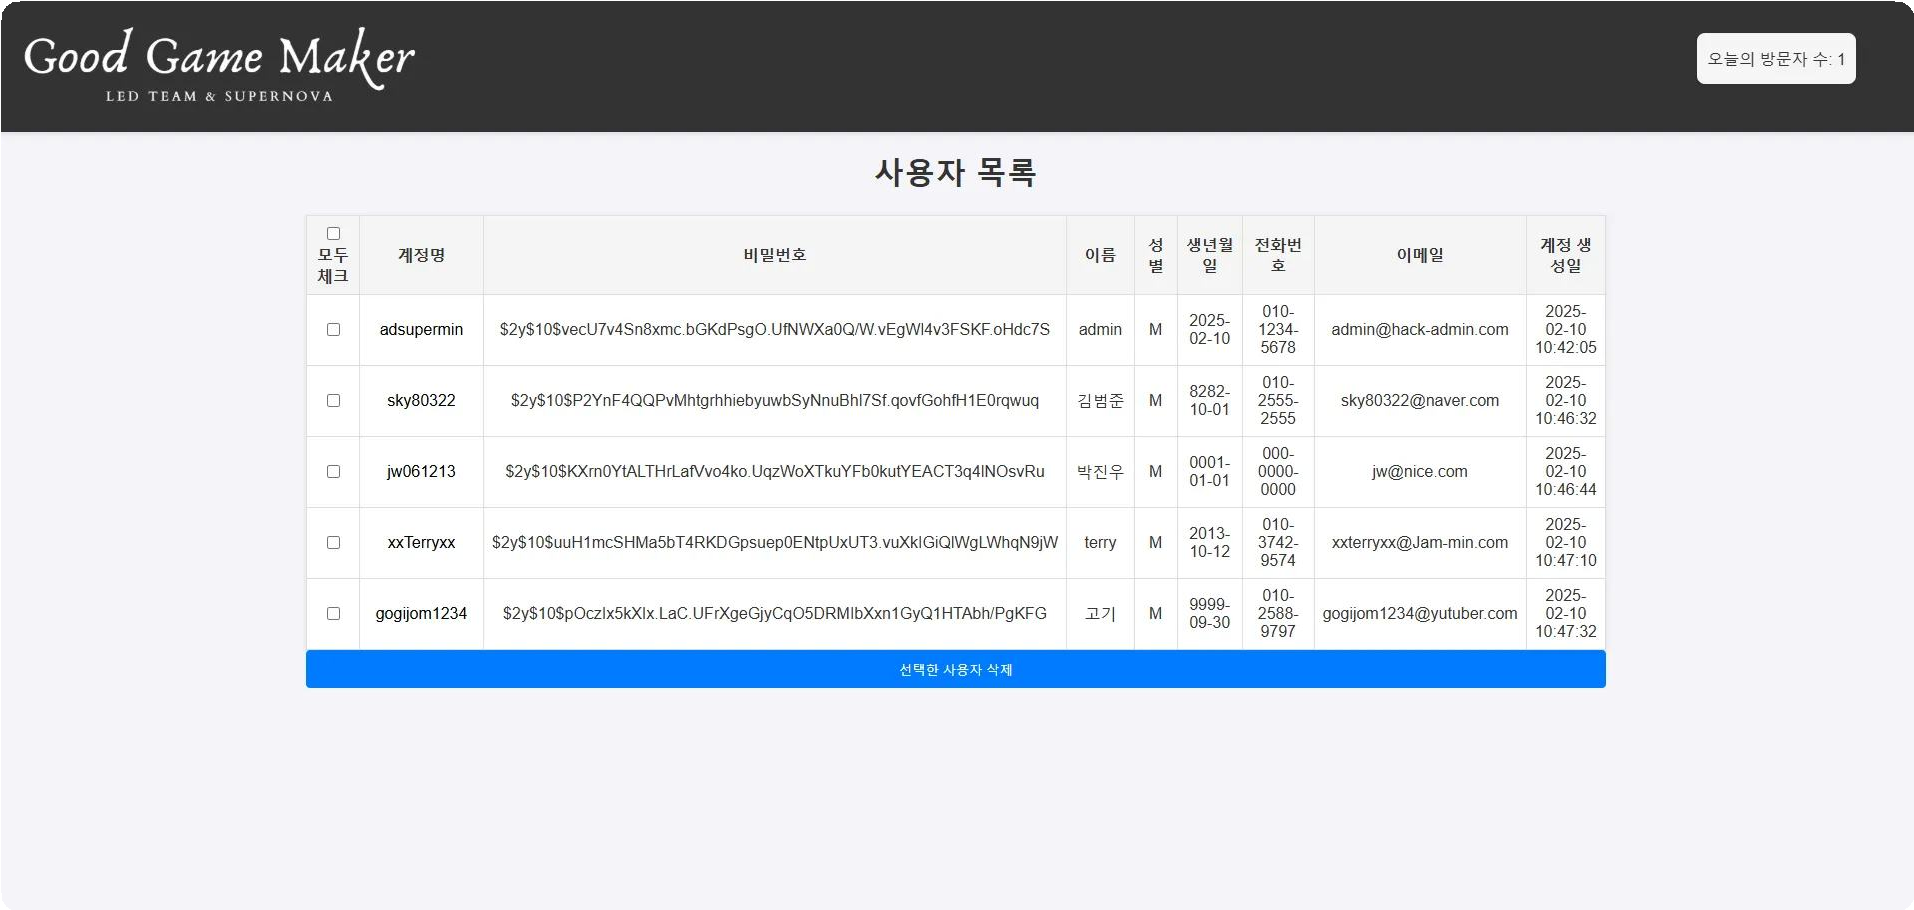 Good Game Maker
LED TEAM & SUPERNOVA
오늘의 방문자 수: 1
사용자 목록
모두 체크 계정명 비밀번호 이름 성별 생년월일 전화번호 이메일 계정 생성일
adsupermin $2y$10$vecU7v4Sn8xmc.bGKdPsgO.UfNWXa0Q/W.vEgWl4v3FSKF.oHdc7S admin M 2025-02-10 010-1234-5678 admin@hack-admin.com 2025-02-10 10:42:05
sky80322 $2y$10$P2YnF4QQPvMhtgrhhiebyuwbSyNnuBhl7Sf.qovfGohfH1E0rqwuq 김범준 M 8282-10-01 010-2555-2555 sky80322@naver.com 2025-02-10 10:46:32
jw061213 $2y$10$KXrn0YtALTHrLafVvo4ko.UqzWoXTkuYFb0kutYEACT3q4lNOsvRu 박진우 M 0001-01-01 000-0000-0000 jw@nice.com 2025-02-10 10:46:44
xxTerryxx $2y$10$uuH1mcSHMa5bT4RKDGpsuep0ENtpUxUT3.vuXklGiQlWgLWhqN9jW terry M 2013-10-12 010-3742-9574 xxterryxx@Jam-min.com 2025-02-10 10:47:10
gogijom1234 $2y$10$pOczIx5kXIx.LaC.UFrXgeGjyCqO5DRMlbXxn1GyQ1HTAbh/PgKFG 고기 M 9999-09-30 010-2588-9797 gogijom1234@yutuber.com 2025-02-10 10:47:32
선택한 사용자 삭제